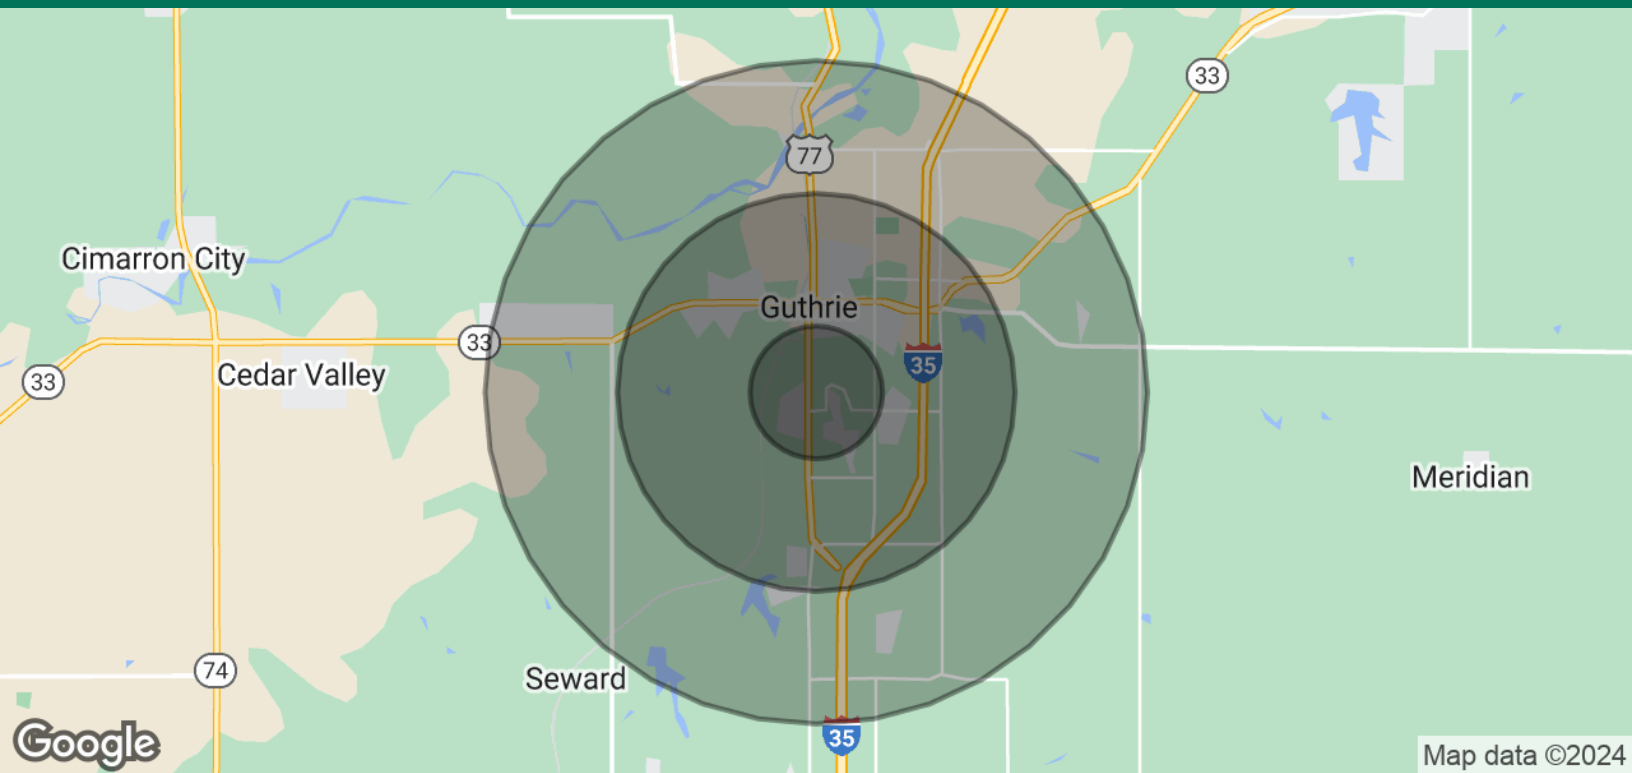 33
77
Cimarron City
Guthrie
33
35
33
Cedar Valley
Meridian
74
Seward
35
Google
Map data ©2024